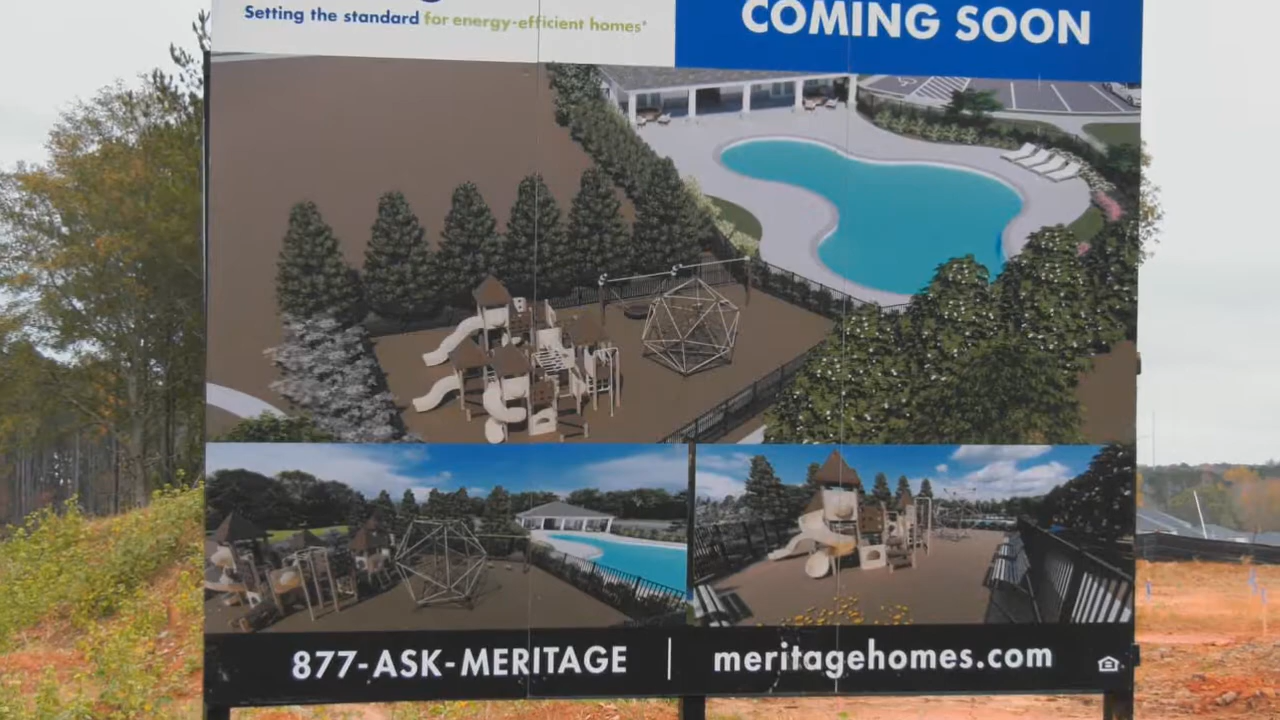 Setting the standard for energy-efficient homes®
COMING SOON
877-ASK-MERITAGE | meritagehomes.com